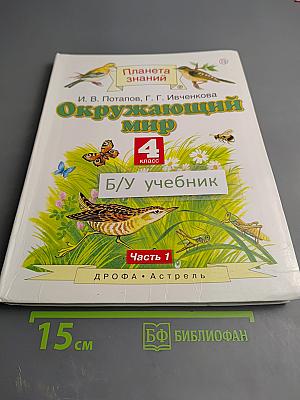 Планета знаний
И. В. Потапов, Г. Г. Ивченкова
Окружающий
мир
4
класс
Б/У учебник
Часть 1
ДРОФА • Астрель
15 см
БФ БИБЛИОФАН